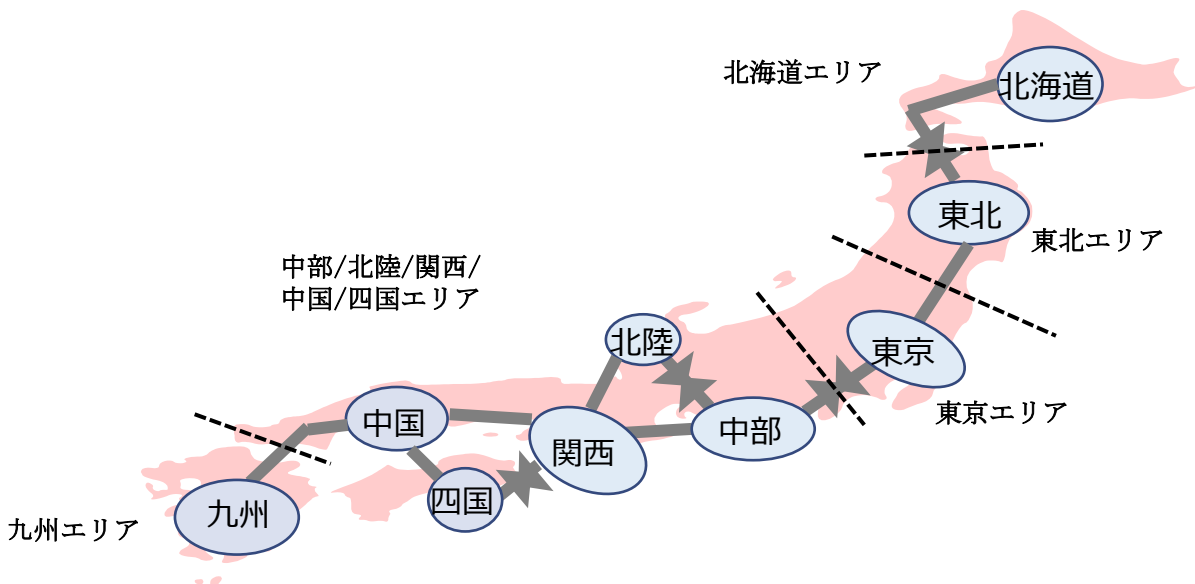 北海道エリア
北海道
東北
東北エリア
中部/北陸/関西/
中国/四国エリア
北陸
東京
東京エリア
中国
関西
中部
四国
九州
九州エリア